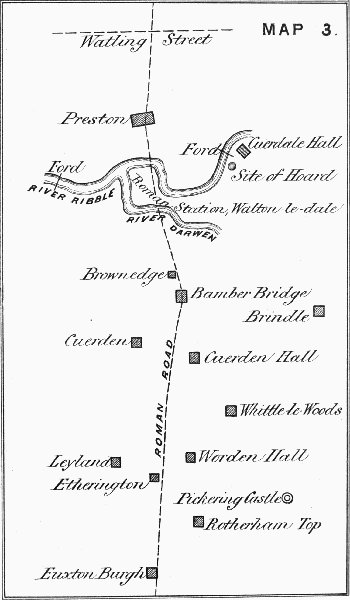 MAP 3.
Watling Street
Preston
Ford
Cuerdale Hall
Ford
Site of Hoard
RIVER RIBBLE
Roman
Station, Walton le-dale
RIVER DARWEN
Brownedge
Bamber Bridge
Brindle
Cuerden
Cuerden Hall
ROMAN ROAD
Whittle-le-Woods
Leyland
Worden Hall
Etherington
Pickering Castle
Rotherham Top
Euxton Burgh